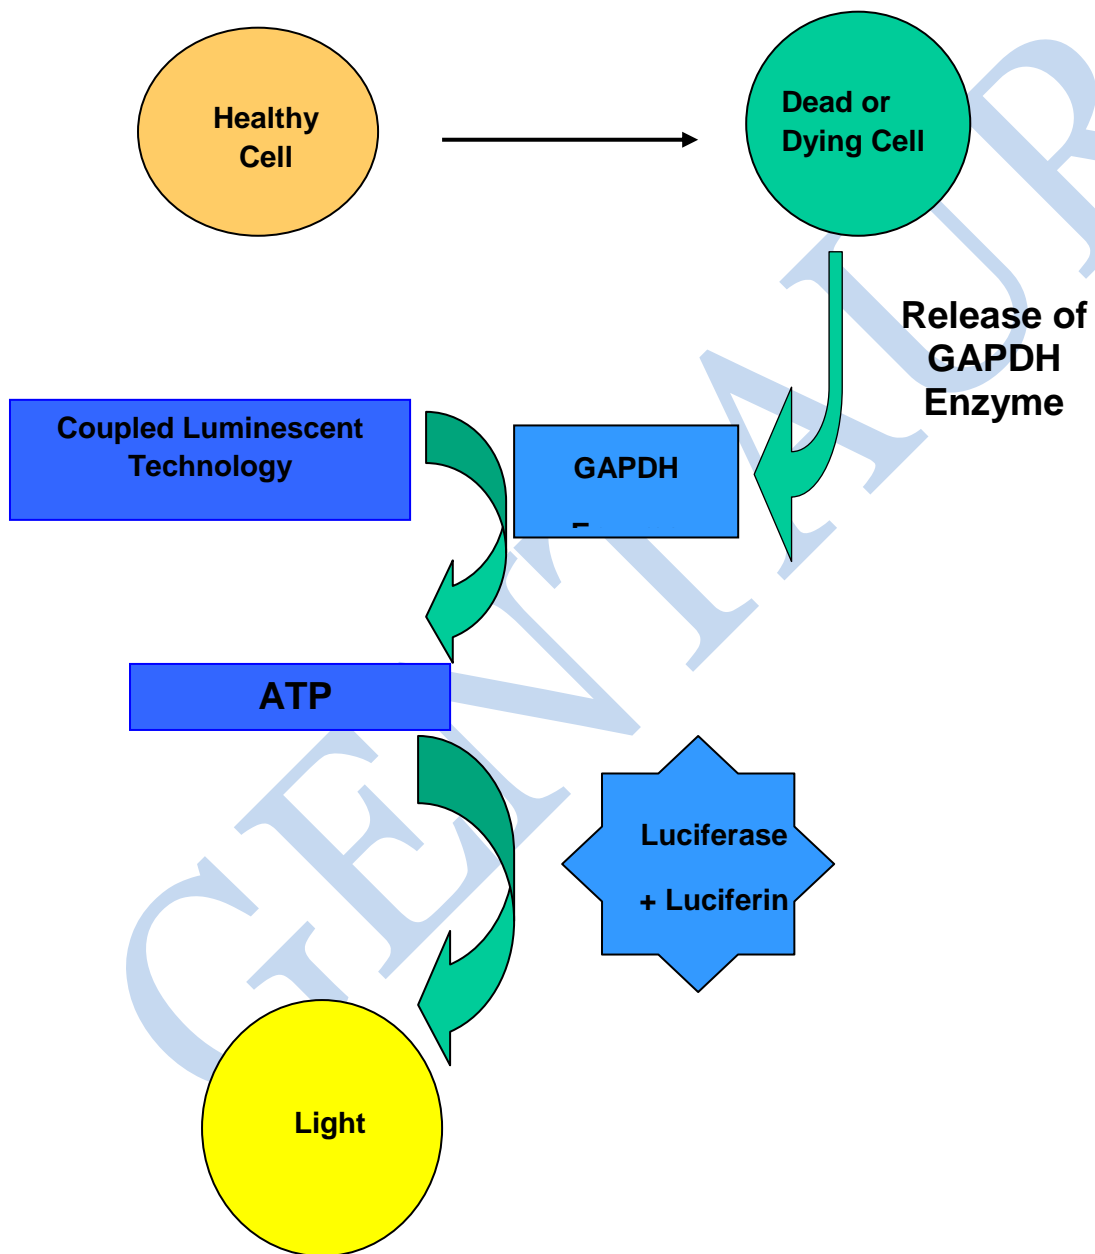 Healthy
Cell
Dead or
Dying Cell
Release of
GAPDH
Enzyme
Coupled Luminescent
Technology
GAPDH
ATP
Luciferase
+ Luciferin
Light
GENTAUR